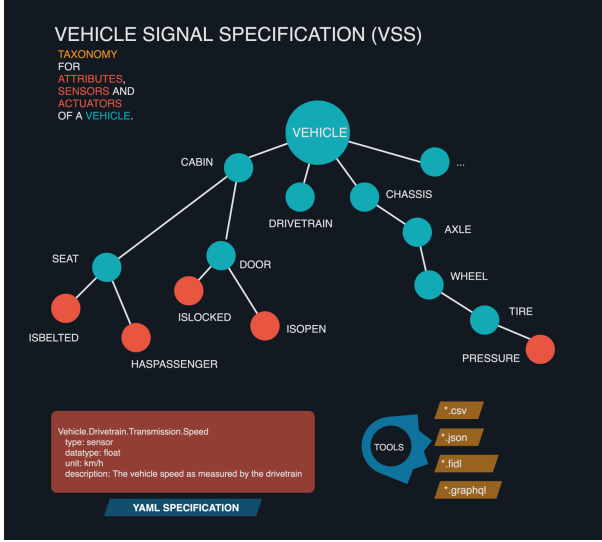 VEHICLE SIGNAL SPECIFICATION (VSS)
TAXONOMY
FOR
ATTRIBUTES,
SENSORS AND
ACTUATORS
OF A VEHICLE.
VEHICLE
CABIN
...
CHASSIS
DRIVETRAIN
AXLE
SEAT
DOOR
WHEEL
ISLOCKED
TIRE
ISOPEN
ISBELTED
HASPASSENGER
PRESSURE
Vehicle.Drivetrain.Transmission.Speed
type: sensor
datatype: float
unit: km/h
description: The vehicle speed as measured by the drivetrain
YAML SPECIFICATION
TOOLS
*.csv
*.json
*.fidl
*.graphql